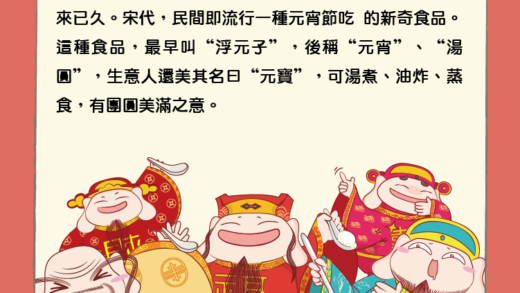 來已久。宋代，民間即流行一種元宵節吃 的新奇食品。
這種食品，最早叫“浮元子”，後稱“元宵”、“湯
圓”，生意人還美其名曰“元寶”，可湯煮、油炸、蒸
食，有團圓美滿之意。
財